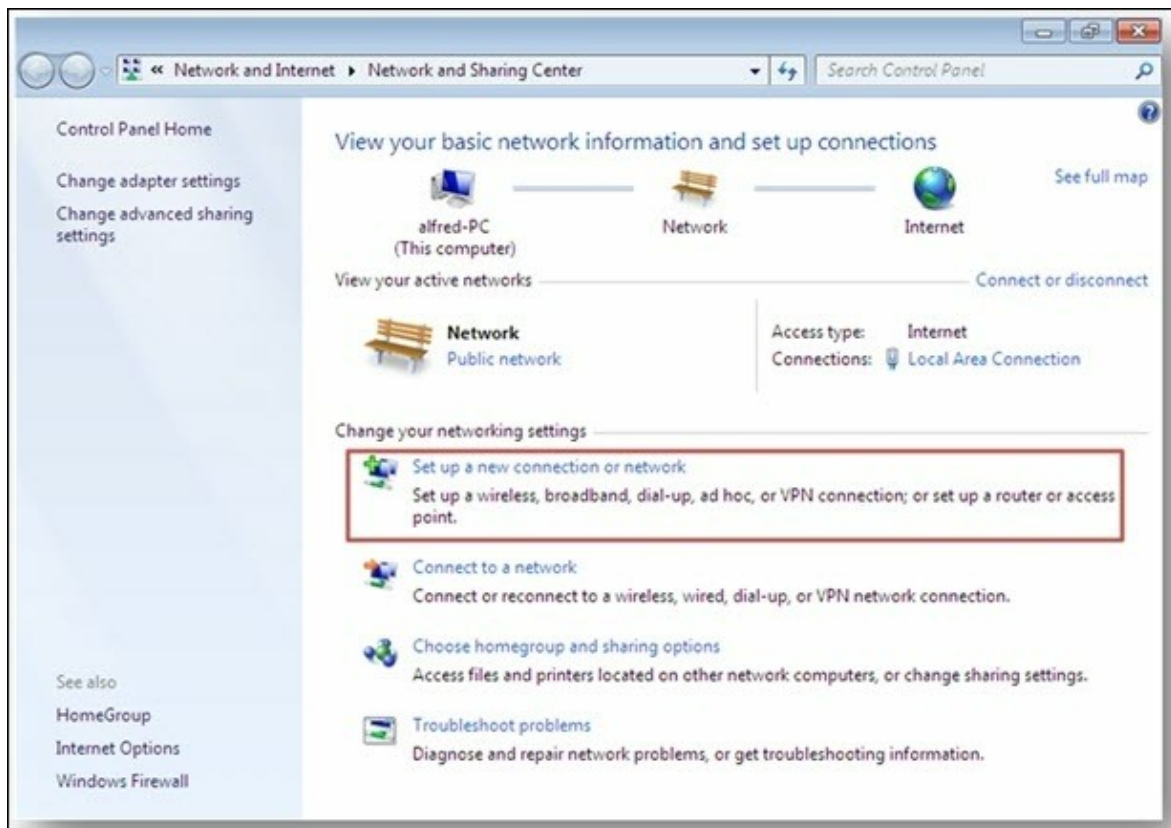 « Network and Internet ▸ Network and Sharing Center
Search Control Panel
Control Panel Home
Change adapter settings
Change advanced sharing
settings
See also
HomeGroup
Internet Options
Windows Firewall
View your basic network information and set up connections
See full map
alfred-PC
(This computer)
Network
Internet
View your active networks
Connect or disconnect
Network
Public network
Access type: Internet
Connections: Local Area Connection
Change your networking settings
Set up a new connection or network
Set up a wireless, broadband, dial-up, ad hoc, or VPN connection; or set up a router or access
point.
Connect to a network
Connect or reconnect to a wireless, wired, dial-up, or VPN network connection.
Choose homegroup and sharing options
Access files and printers located on other network computers, or change sharing settings.
Troubleshoot problems
Diagnose and repair network problems, or get troubleshooting information.